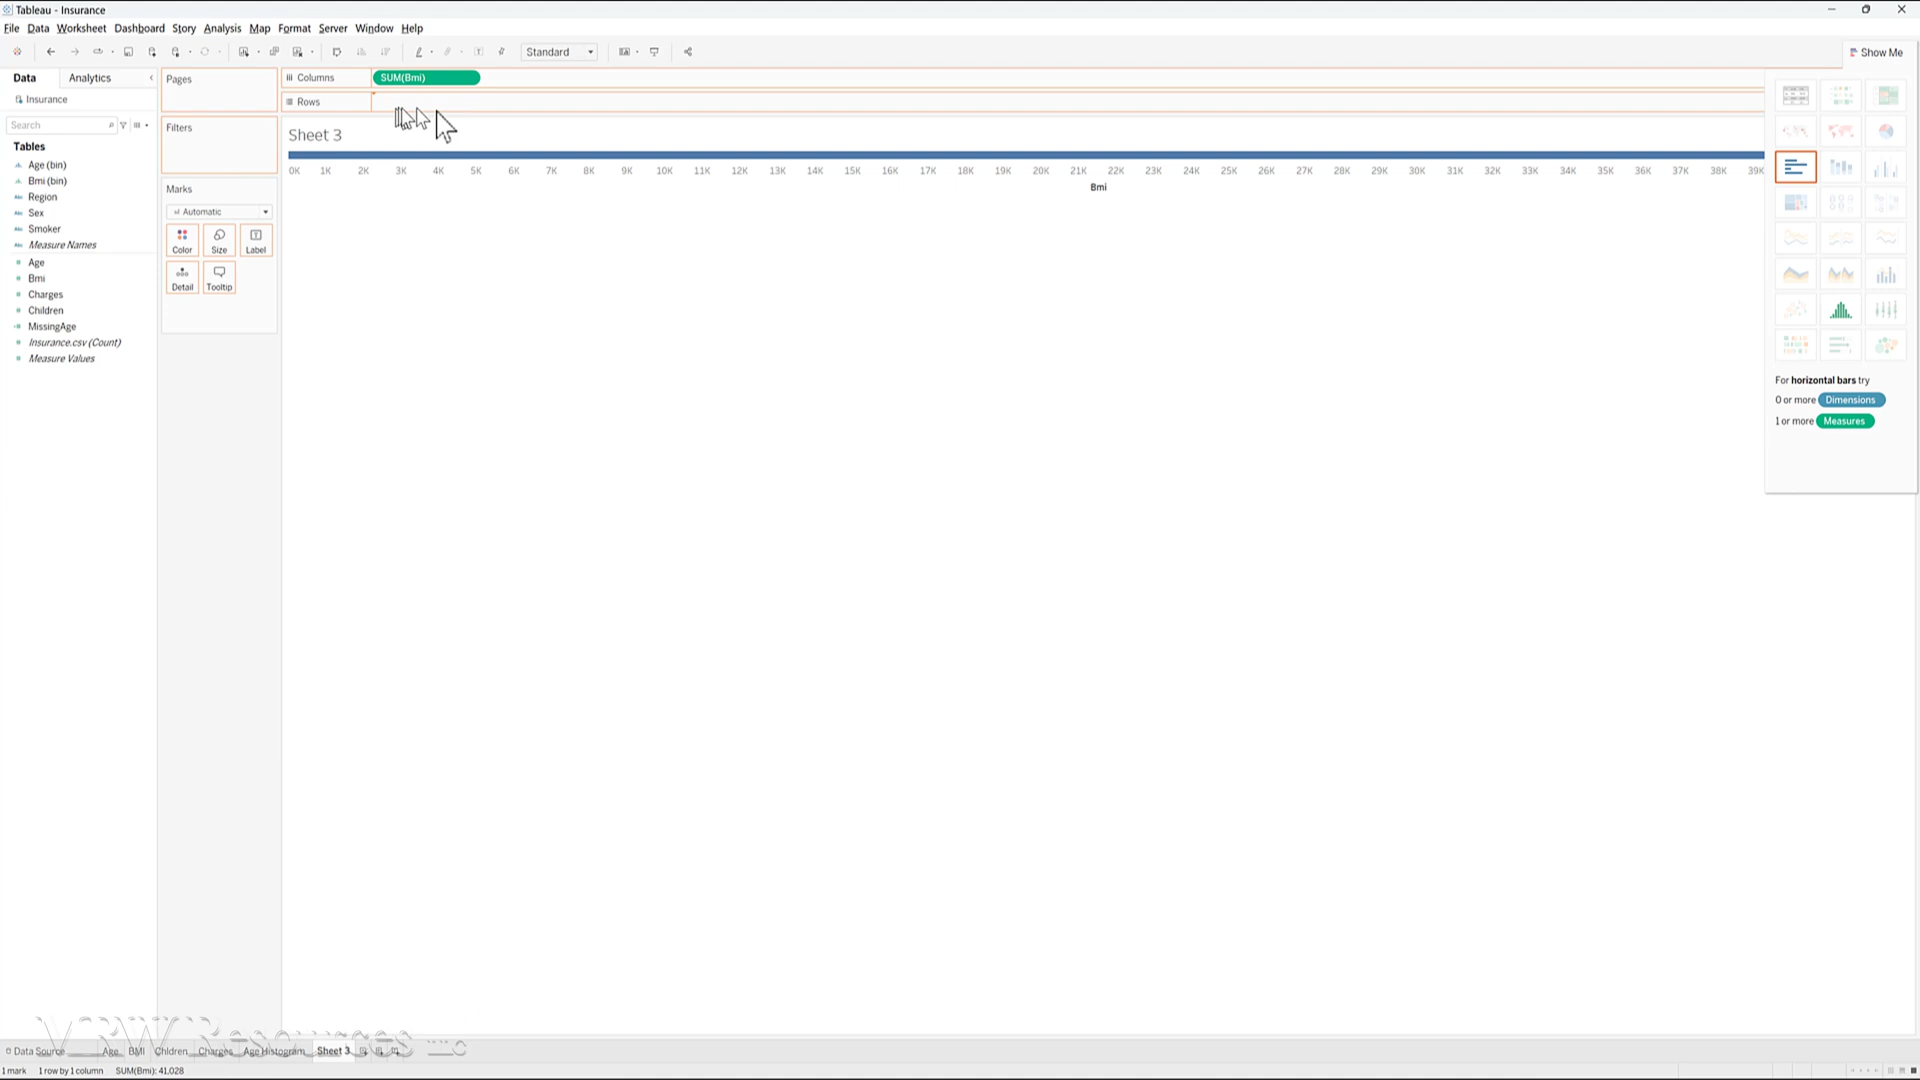 Tableau - Insurance
File Data Worksheet Dashboard Story Analysis Map Format Server Window Help
Standard
Show Me
Data Analytics
Pages
Columns
SUM(Bmi)
Insurance
Rows
Search
Filters
Sheet 3
Tables
Age (bin)
Bmi (bin)
Region
Sex
Smoker
Measure Names
Age
Bmi
Charges
Children
MissingAge
Insurance.csv (Count)
Measure Values
Marks
Automatic
Color Size Label
Detail Tooltip
0K 1K 2K 3K 4K 5K 6K 7K 8K 9K 10K 11K 12K 13K 14K 15K 16K 17K 18K 19K 20K 21K 22K 23K 24K 25K 26K 27K 28K 29K 30K 31K 32K 33K 34K 35K 36K 37K 38K 39K
Bmi
For horizontal bars try
0 or more Dimensions
1 or more Measures
VRW Resources
Data Source Age BMI Children Charges Age Histogram Sheet 3
1 mark 1 row by 1 column SUM(Bmi): 41,028